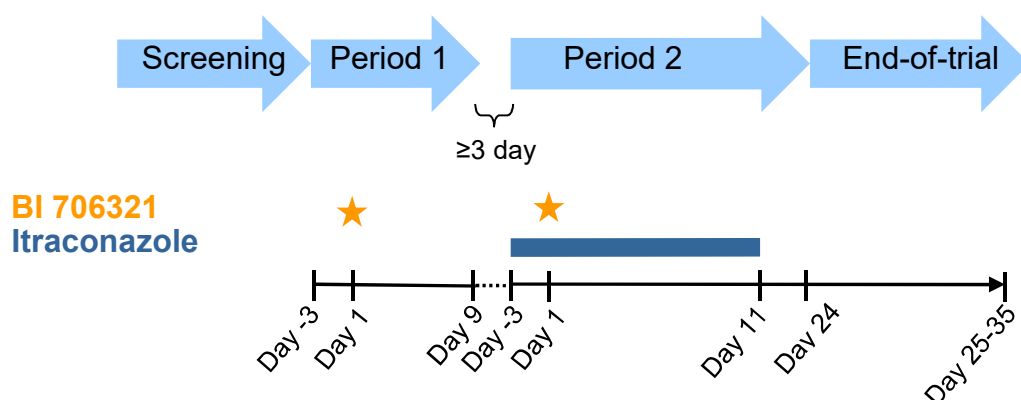 Screening
Period 1
Period 2
End-of-trial
≥3 day
BI 706321
Itraconazole
Day -3
Day 1
Day 9
Day -3
Day 1
Day 11
Day 24
Day 25-35